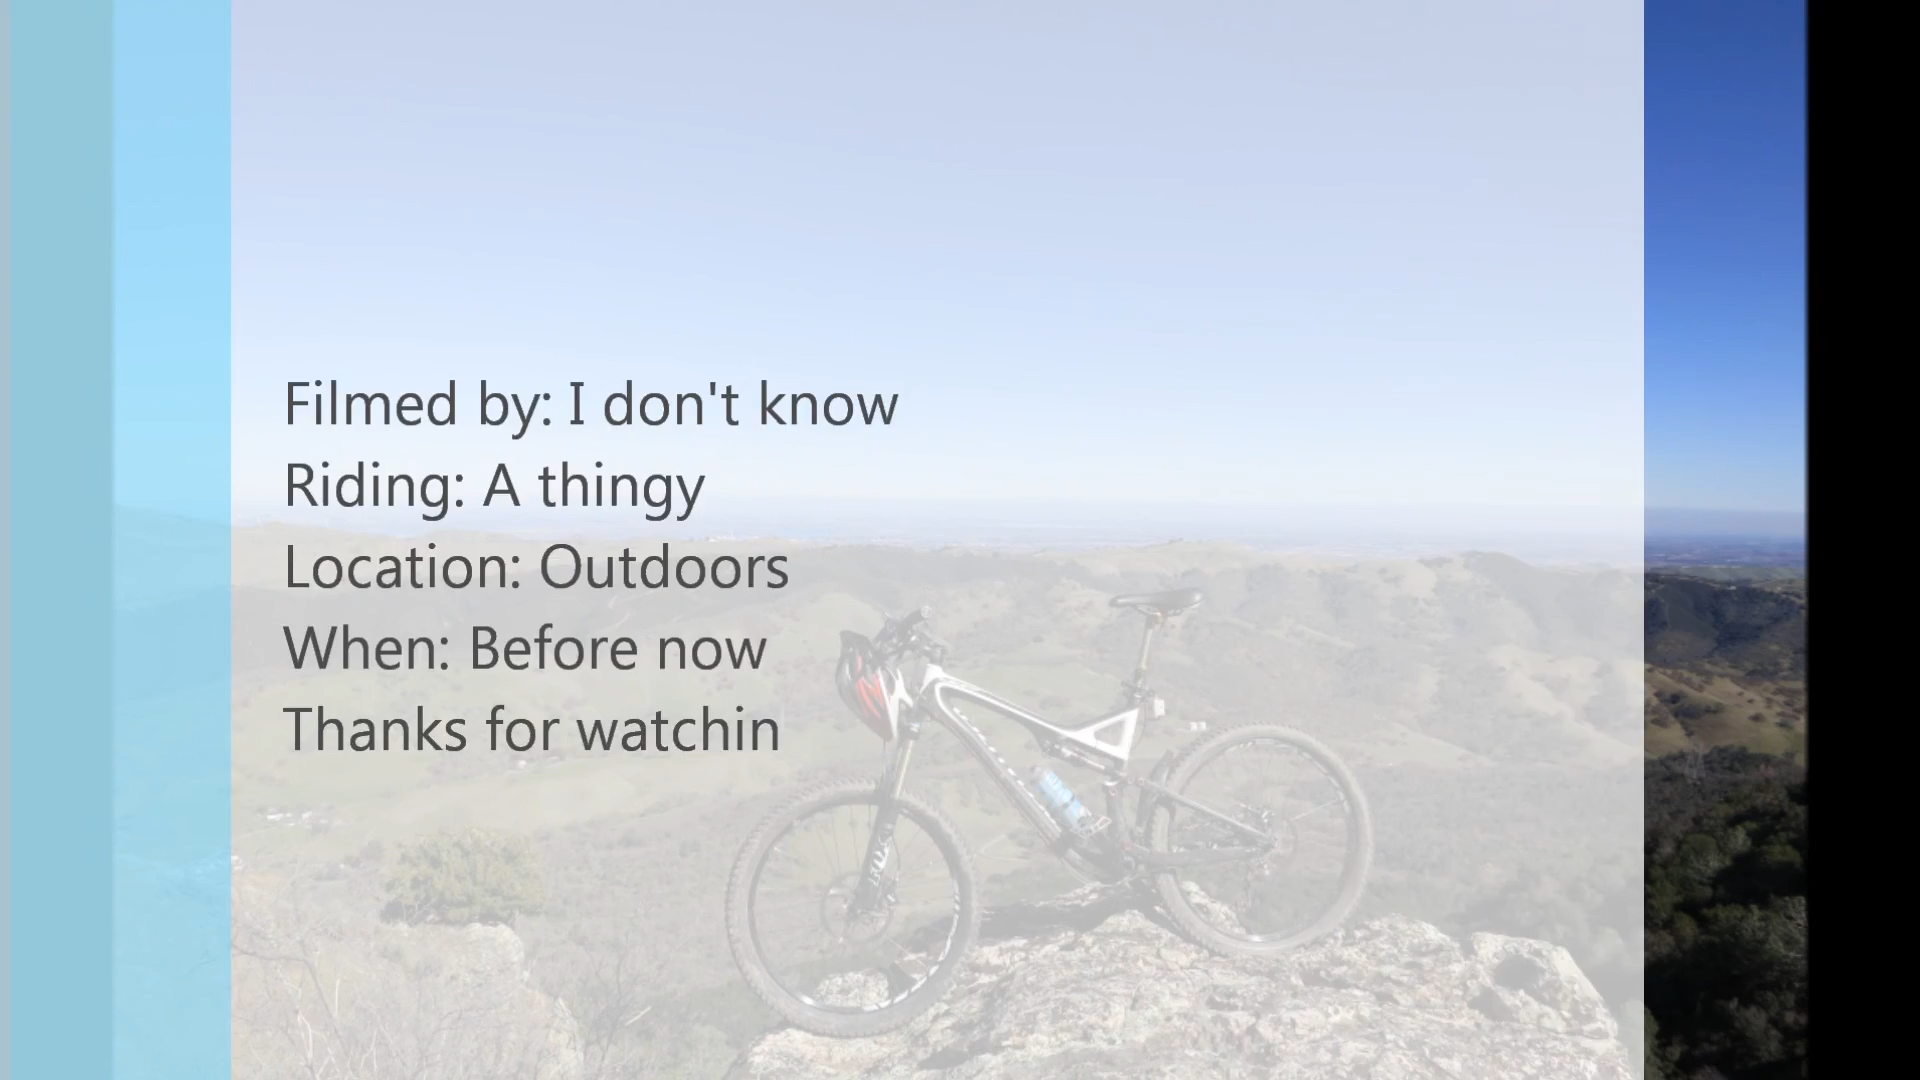 Filmed by: I don't know
Riding: A thingy
Location: Outdoors
When: Before now
Thanks for watchin